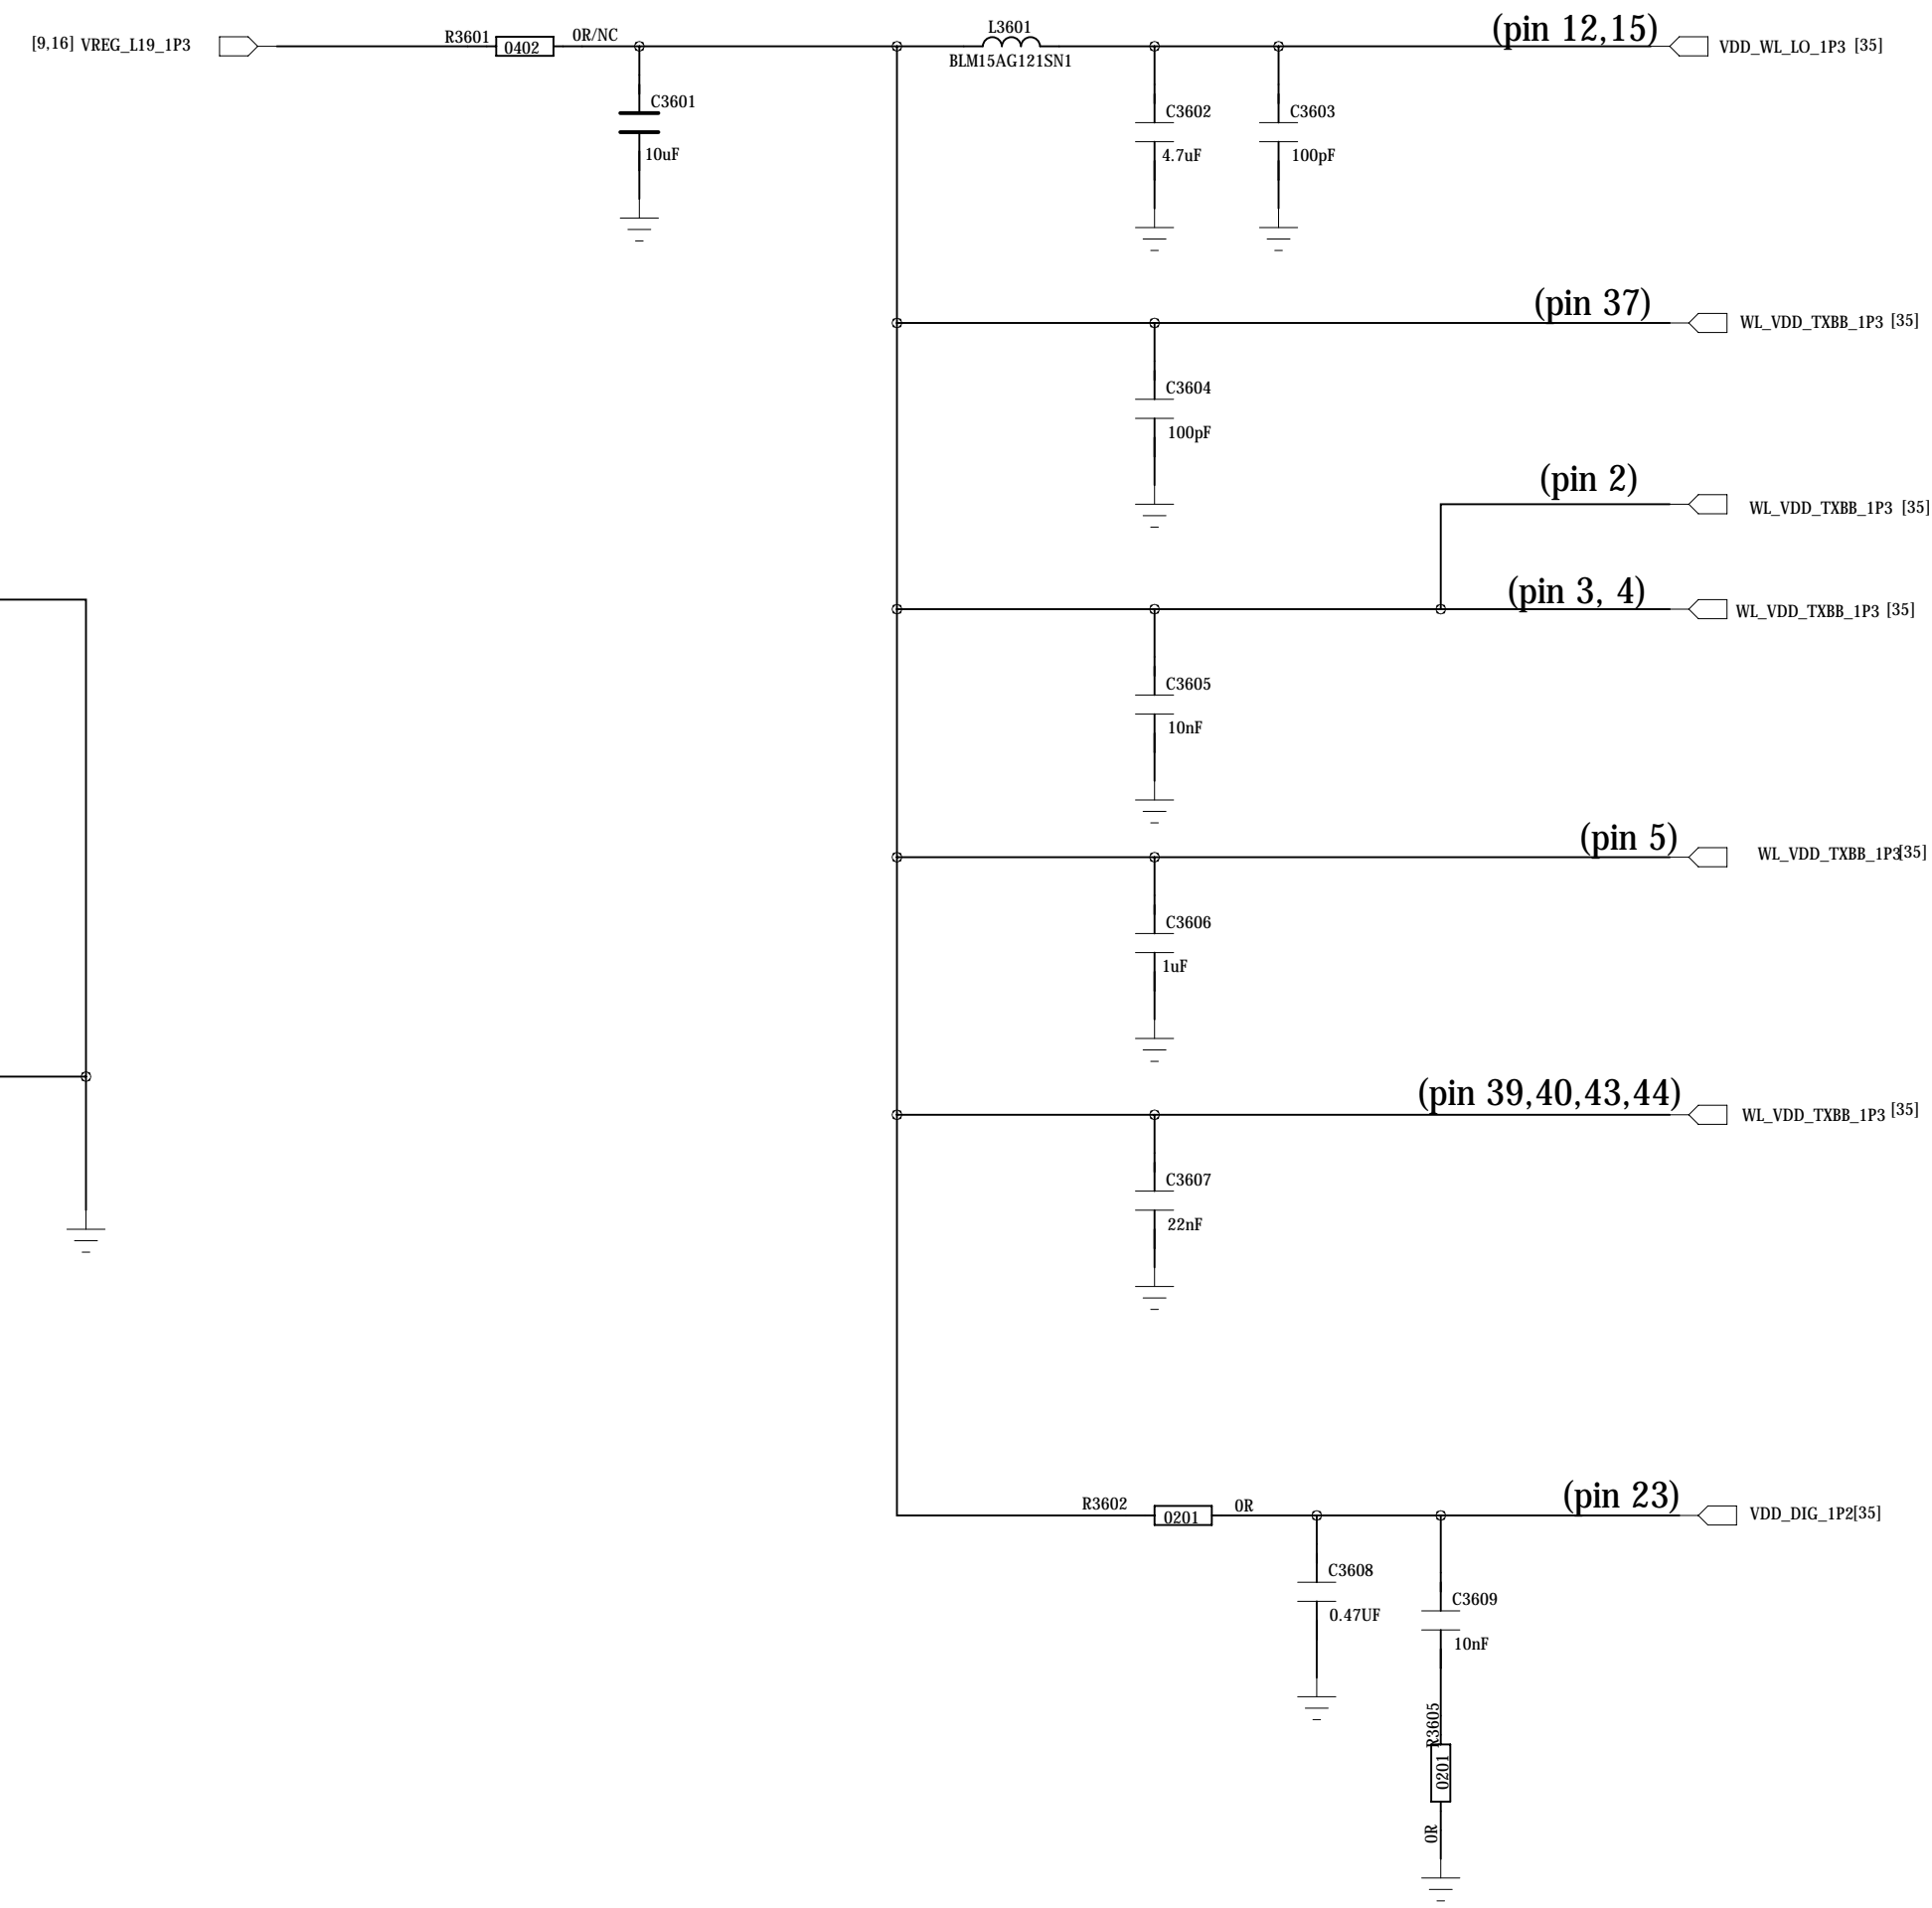 [9,16] VREG_L19_1P3
R3601
0402
0R/NC
C3601
10uF
L3601
BLM15AG121SN1
(pin 12,15)
VDD_WL_LO_1P3 [35]
C3602
4.7uF
C3603
100pF
(pin 37)
WL_VDD_TXBB_1P3 [35]
C3604
100pF
(pin 2)
WL_VDD_TXBB_1P3 [35]
(pin 3, 4)
WL_VDD_TXBB_1P3 [35]
C3605
10nF
(pin 5)
WL_VDD_TXBB_1P3[35]
C3606
1uF
(pin 39,40,43,44)
WL_VDD_TXBB_1P3 [35]
C3607
22nF
R3602
0201
0R
(pin 23)
VDD_DIG_1P2[35]
C3608
0.47UF
C3609
10nF
R3605
0201
0R